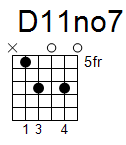 D11no7
× o o
5fr
1 3 4